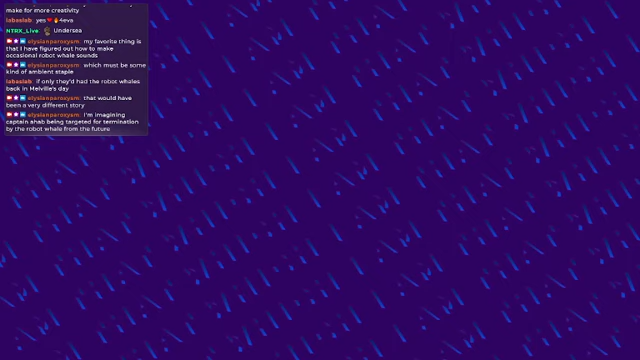 make for more creativity
lebaslab: yes❤🔥4eva
NTRX_Live: Undersea
elysianparoxysm: my favorite thing is
that I have figured out how to make
occasional robot whale sounds
elysianparoxysm: which must be some
kind of ambient staple
lebaslab: if only they'd had the robot whales
back in Melville's day
elysianparoxysm: that would have
been a very different story
elysianparoxysm: I'm imagining
captain ahab being targeted for termination
by the robot whale from the future